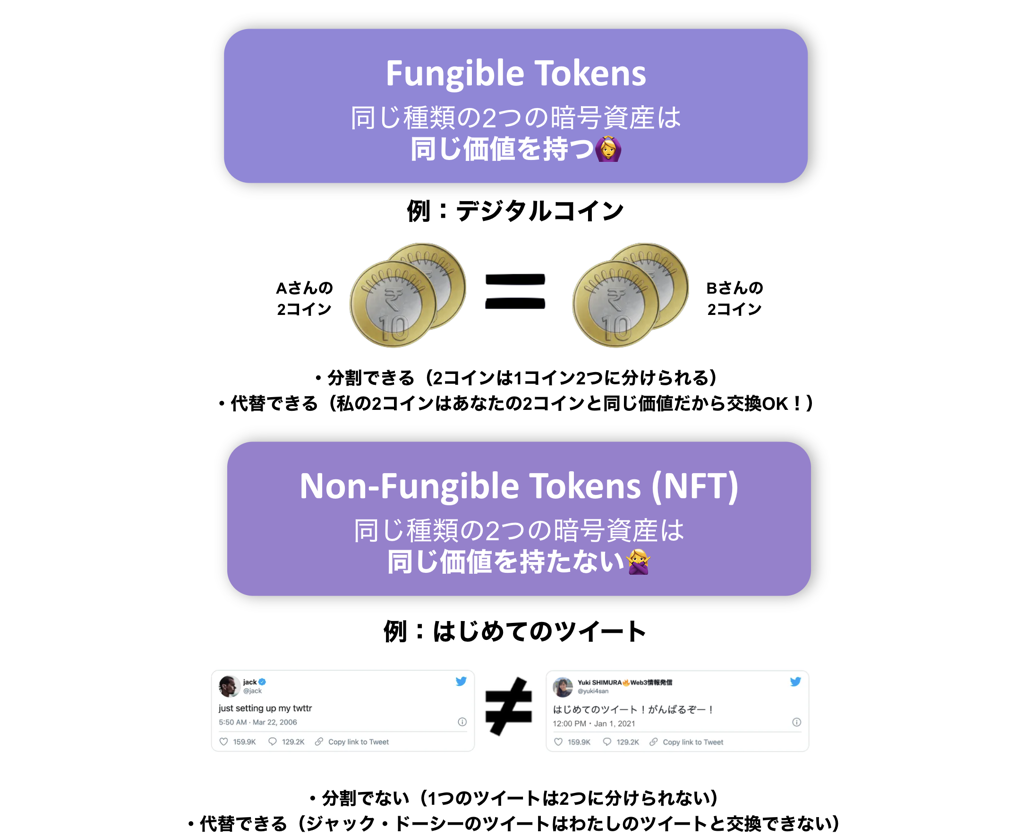 Fungible Tokens
同じ種類の2つの暗号資産は
同じ価値を持つ🙆‍♀️
例：デジタルコイン
Aさんの
2コイン
₹
10
=
₹
10
Bさんの
2コイン
・分割できる（2コインは1コイン2つに分けられる）
・代替できる（私の2コインはあなたの2コインと同じ価値だから交換OK！）
Non-Fungible Tokens (NFT)
同じ種類の2つの暗号資産は
同じ価値を持たない🙅‍♀️
例：はじめてのツイート
jack
@jack
just setting up my twttr
5:50 AM · Mar 22, 2006
159.9K 129.2K Copy link to Tweet
≠
Yuki SHIMURA🔥Web3情報発信
@yuki4san
はじめてのツイート！がんばるぞー！
12:00 PM・Jan 1, 2021
159.9K 129.2K Copy link to Tweet
・分割でない（1つのツイートは2つに分けられない）
・代替できる（ジャック・ドーシーのツイートはわたしのツイートと交換できない）